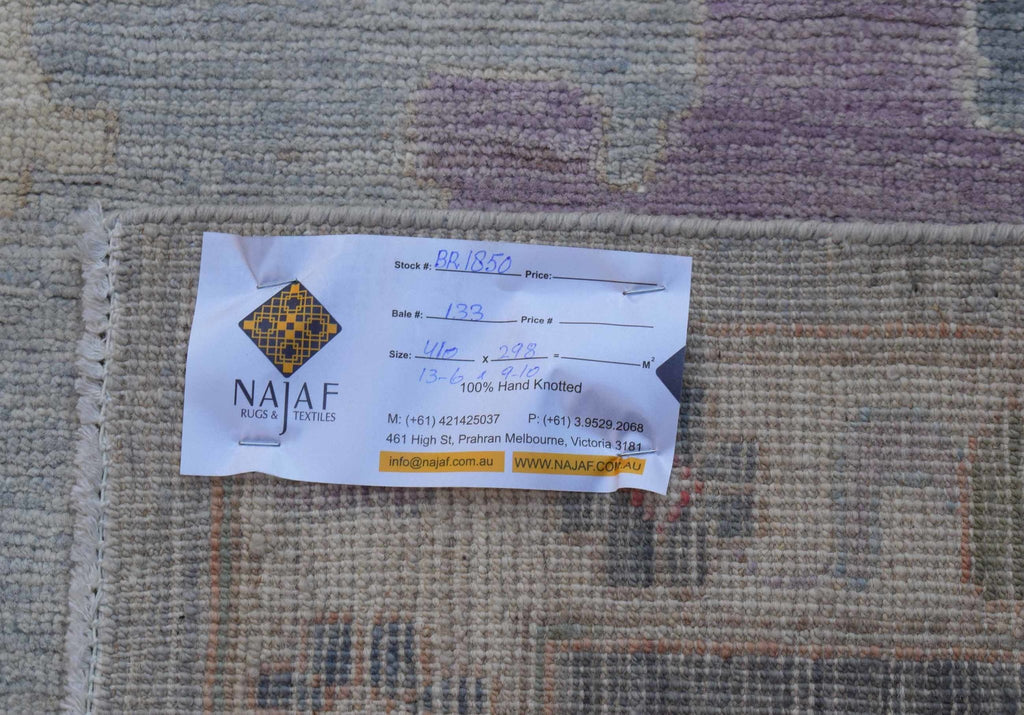 NAJAF
RUGS & TEXTILES
Stock #: BR1850 Price:
Bale #: 133 Price #
Size: 410 X 298 = M²
13-6 x 9-10
100% Hand Knotted
M: (+61) 421425037 P: (+61) 3.9529.2068
461 High St, Prahran Melbourne, Victoria 3181
info@najaf.com.au WWW.NAJAF.COM.AU